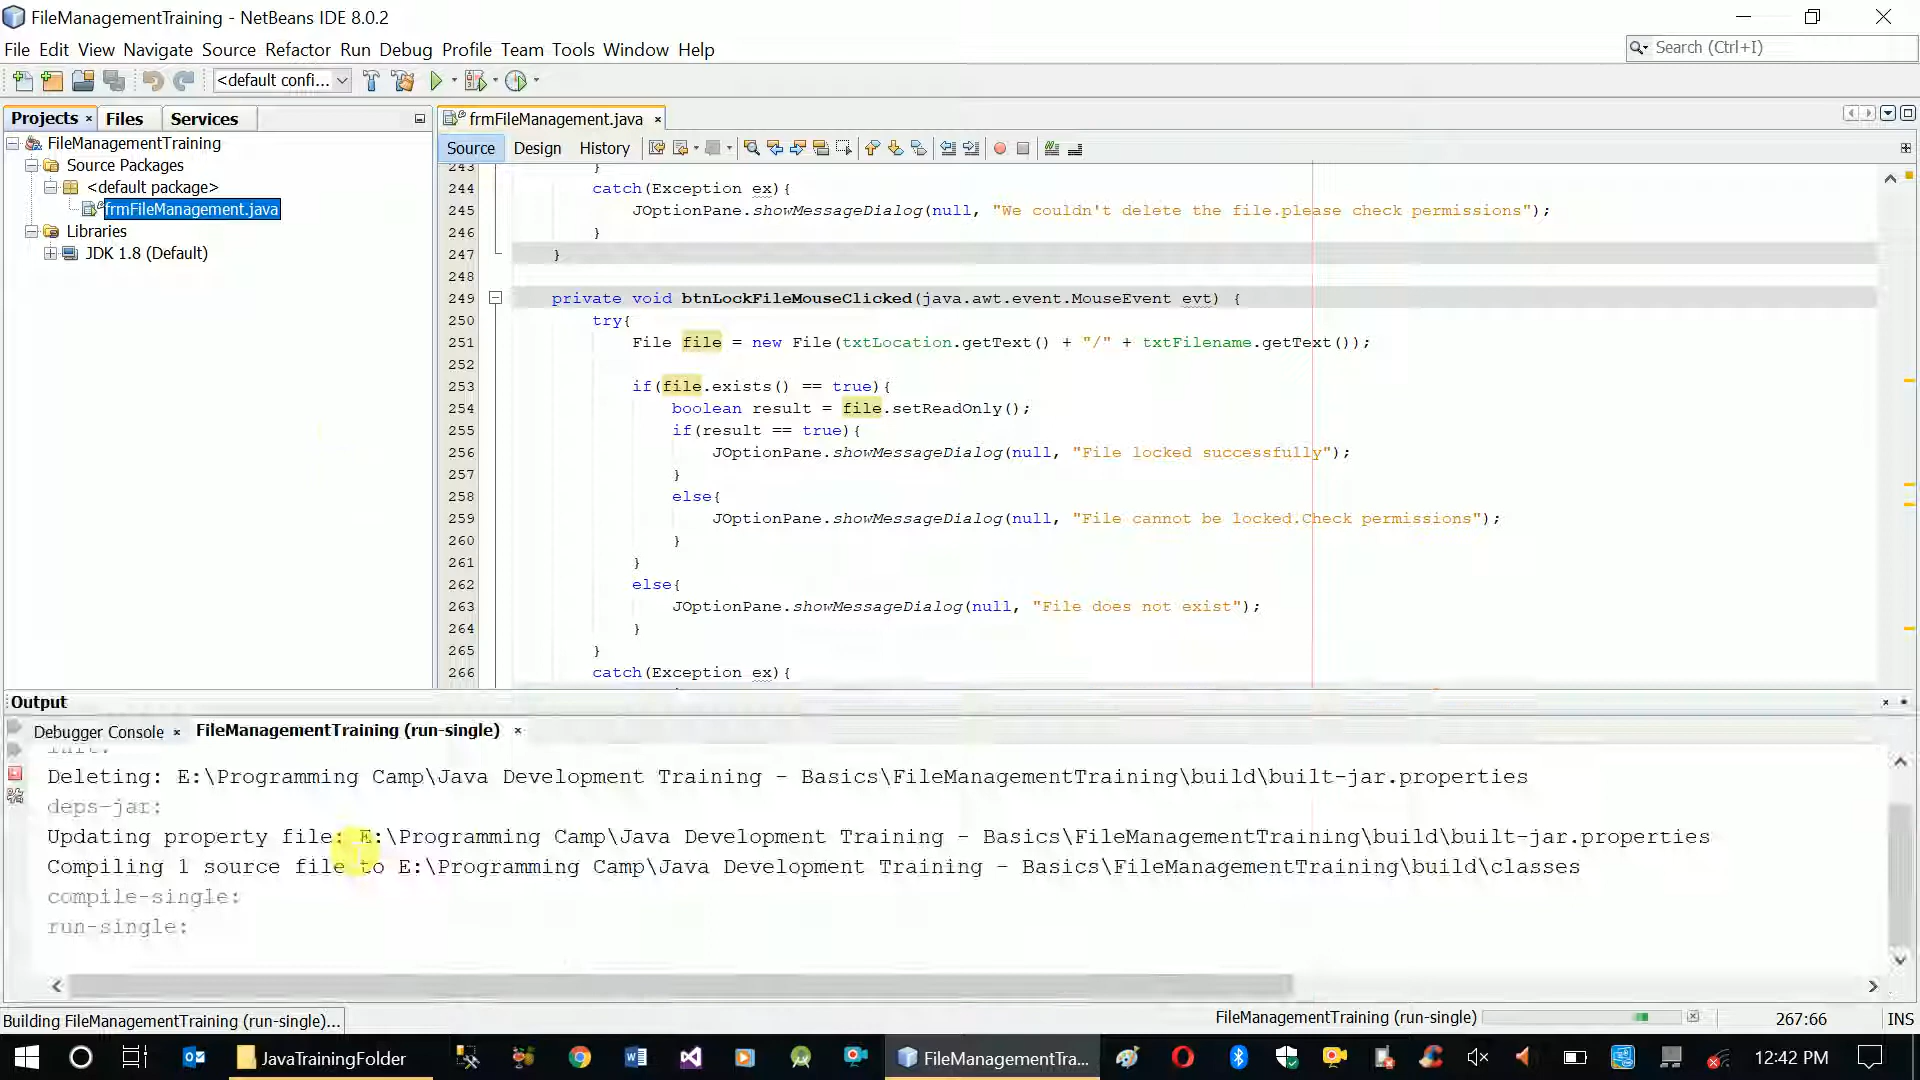 FileManagementTraining - NetBeans IDE 8.0.2
File Edit View Navigate Source Refactor Run Debug Profile Team Tools Window Help
Search (Ctrl+I)
<default confi...
Projects Files Services
FileManagementTraining
Source Packages
<default package>
frmFileManagement.java
Libraries
JDK 1.8 (Default)
frmFileManagement.java
Source Design History
243 }
244 catch(Exception ex){
245 JOptionPane.showMessageDialog(null, "We couldn't delete the file.please check permissions");
246 }
247 }
248
249 private void btnLockFileMouseClicked(java.awt.event.MouseEvent evt) {
250 try{
251 File file = new File(txtLocation.getText() + "/" + txtFilename.getText());
252
253 if(file.exists() == true){
254 boolean result = file.setReadOnly();
255 if(result == true){
256 JOptionPane.showMessageDialog(null, "File locked successfully");
257 }
258 else{
259 JOptionPane.showMessageDialog(null, "File cannot be locked.Check permissions");
260 }
261 }
262 else{
263 JOptionPane.showMessageDialog(null, "File does not exist");
264 }
265 }
266 catch(Exception ex){
Output
Debugger Console FileManagementTraining (run-single)
Deleting: E:\Programming Camp\Java Development Training - Basics\FileManagementTraining\build\built-jar.properties
deps-jar:
Updating property file: E:\Programming Camp\Java Development Training - Basics\FileManagementTraining\build\built-jar.properties
Compiling 1 source file to E:\Programming Camp\Java Development Training - Basics\FileManagementTraining\build\classes
compile-single:
run-single:
Building FileManagementTraining (run-single)...
FileManagementTraining (run-single)
267:66
INS
JavaTrainingFolder
FileManagementTra...
12:42 PM